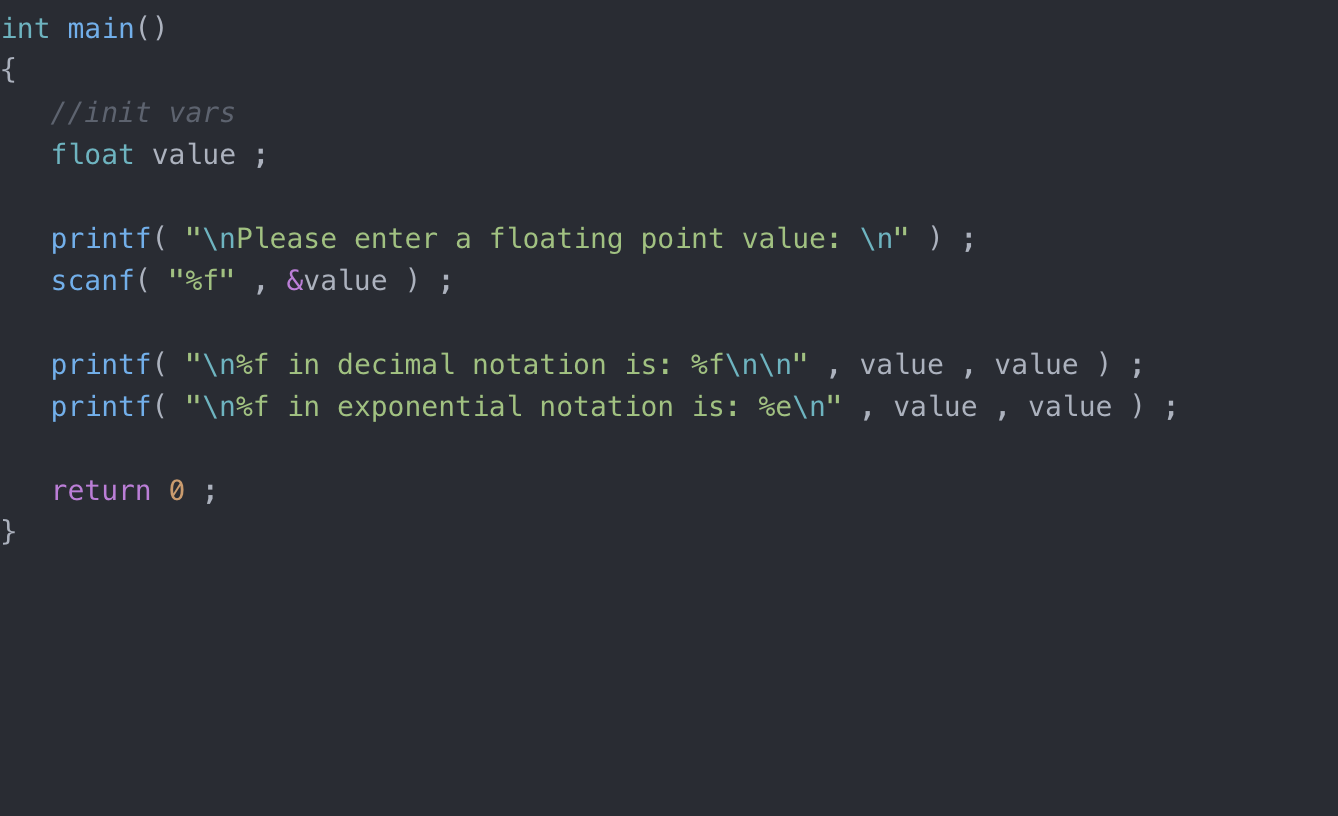 int main()
{
   //init vars
   float value ;

   printf( "\nPlease enter a floating point value: \n" ) ;
   scanf( "%f" , &value ) ;

   printf( "\n%f in decimal notation is: %f\n\n" , value , value ) ;
   printf( "\n%f in exponential notation is: %e\n" , value , value ) ;

   return 0 ;
}